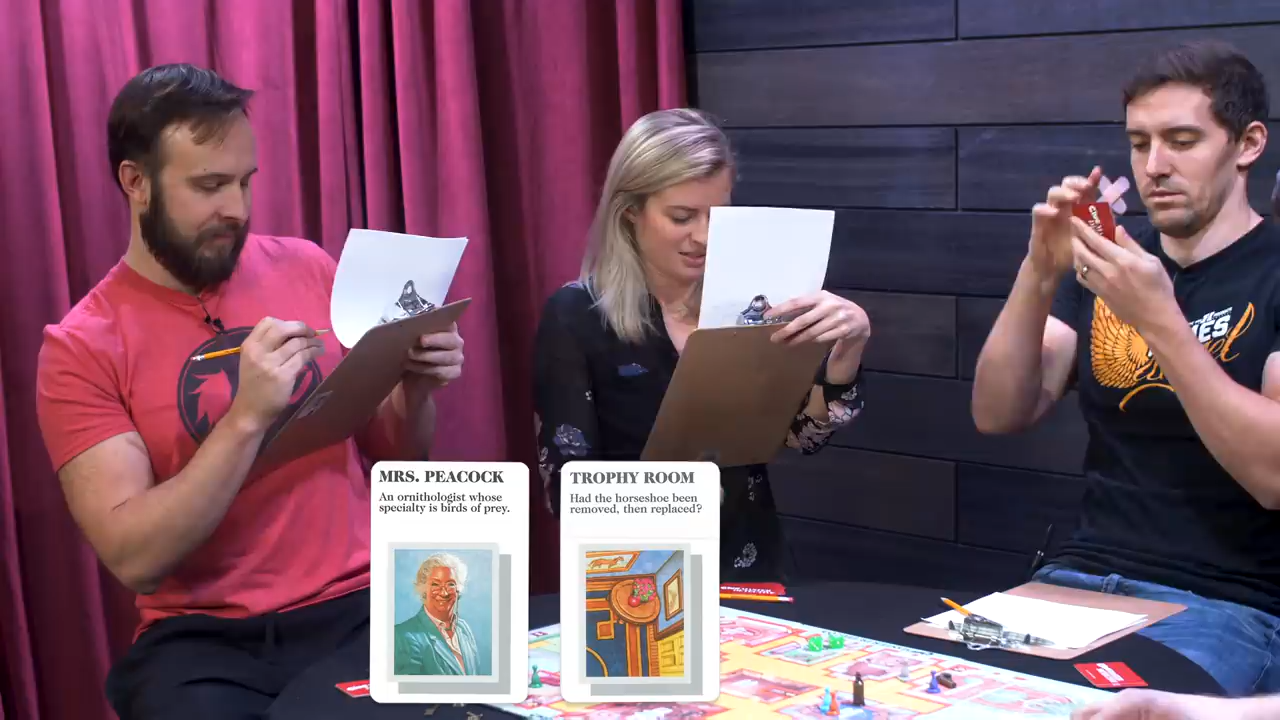 MRS. PEACOCK
An ornithologist whose
specialty is birds of prey.
TROPHY ROOM
Had the horseshoe been
removed, then replaced?